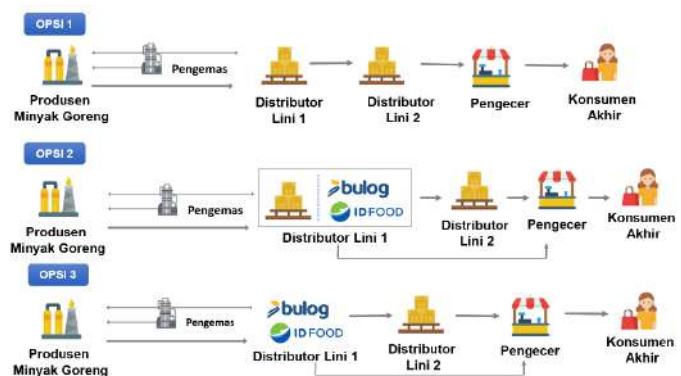 OPSI 1
Pengemas
Produsen
Minyak Goreng
Distributor
Lini 1
Distributor
Lini 2
Pengecer
Konsumen
Akhir
OPSI 2
Pengemas
Produsen
Minyak Goreng
bulog
ID FOOD
Distributor Lini 1
Distributor
Lini 2
Pengecer
Konsumen
Akhir
OPSI 3
Pengemas
Produsen
Minyak Goreng
bulog
ID FOOD
Distributor Lini 1
Distributor
Lini 2
Pengecer
Konsumen
Akhir